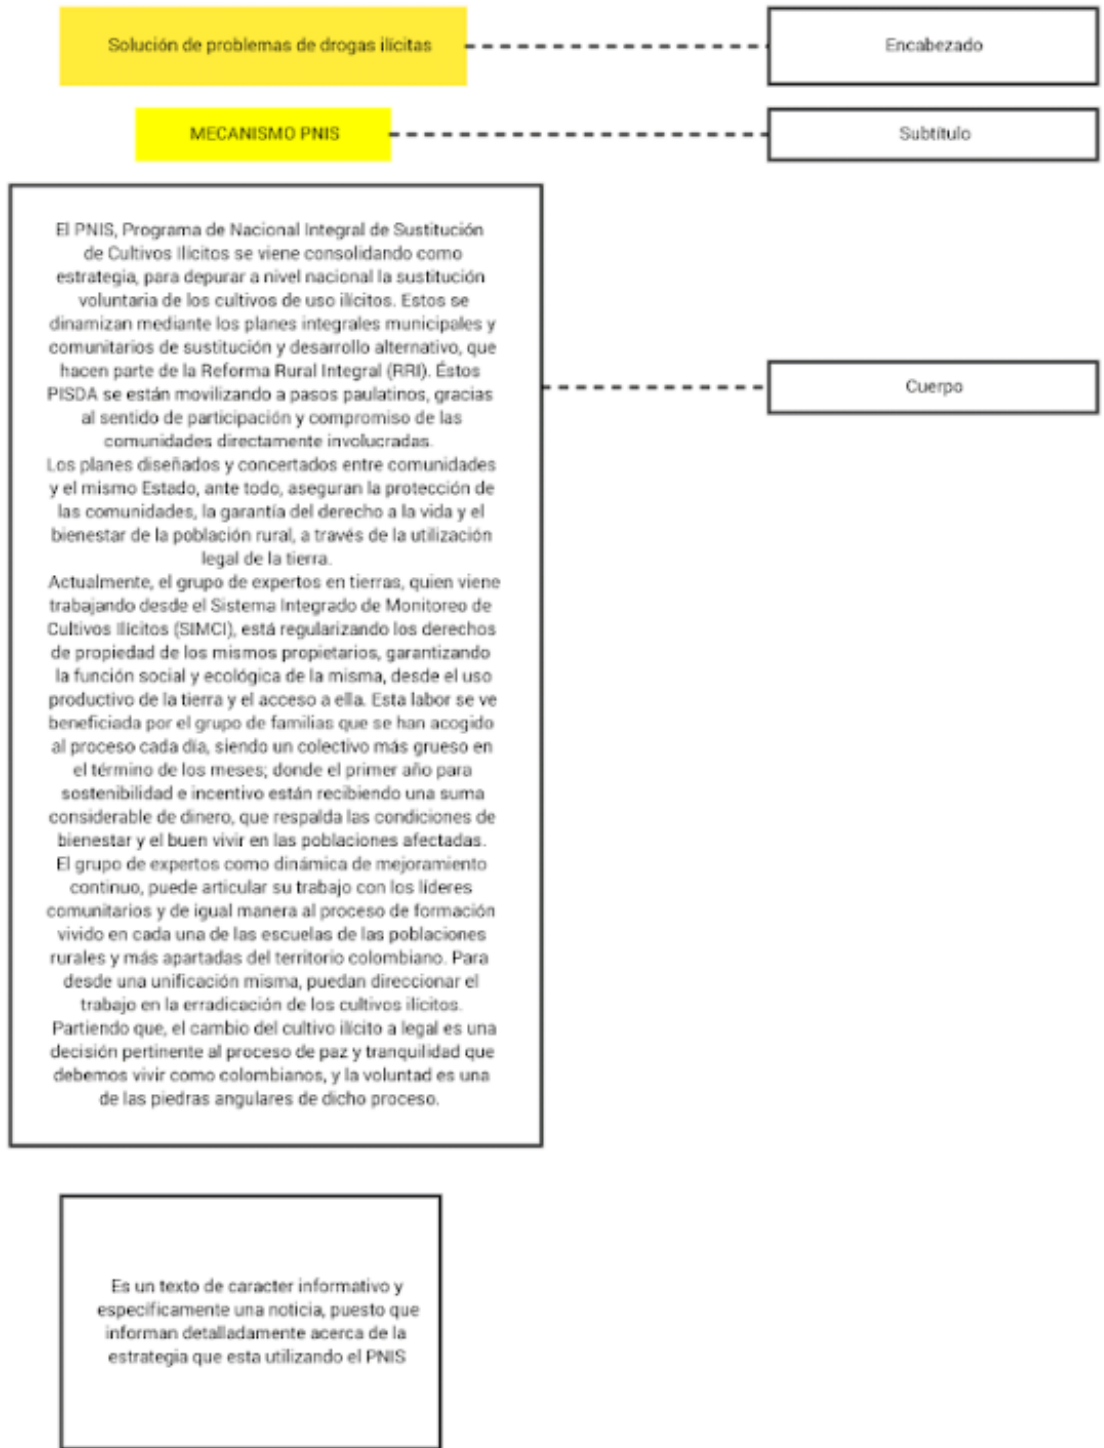 Solución de problemas de drogas ilícitas
Encabezado
MECANISMO PNIS
Subtítulo
El PNIS, Programa de Nacional Integral de Sustitución
de Cultivos Ilicitos se viene consolidando como
estrategia, para depurar a nivel nacional la sustitución
voluntaria de los cultivos de uso ilícitos. Estos se
dinamizan mediante los planes integrales municipales y
comunitarios de sustitución y desarrollo alternativo, que
hacen parte de la Reforma Rural Integral (RRI). Éstos
PISDA se están movilizando a pasos paulatinos, gracias
al sentido de participación y compromiso de las
comunidades directamente involucradas.
Los planes diseñados y concertados entre comunidades
y el mismo Estado, ante todo, aseguran la protección de
las comunidades, la garantía del derecho a la vida y el
bienestar de la población rural, a través de la utilización
legal de la tierra.
Actualmente, el grupo de expertos en tierras, quien viene
trabajando desde el Sistema Integrado de Monitoreo de
Cultivos Ilícitos (SIMCI), está regularizando los derechos
de propiedad de los mismos propietarios, garantizando
la función social y ecológica de la misma, desde el uso
productivo de la tierra y el acceso a ella. Esta labor se ve
beneficiada por el grupo de familias que se han acogido
al proceso cada día, siendo un colectivo más grueso en
el término de los meses; donde el primer año para
sostenibilidad e incentivo están recibiendo una suma
considerable de dinero, que respalda las condiciones de
bienestar y el buen vivir en las poblaciones afectadas.
El grupo de expertos como dinámica de mejoramiento
continuo, puede articular su trabajo con los líderes
comunitarios y de igual manera al proceso de formación
vivido en cada una de las escuelas de las poblaciones
rurales y más apartadas del territorio colombiano. Para
desde una unificación misma, puedan direccionar el
trabajo en la erradicación de los cultivos ilícitos.
Partiendo que, el cambio del cultivo ilícito a legal es una
decisión pertinente al proceso de paz y tranquilidad que
debemos vivir como colombianos, y la voluntad es una
de las piedras angulares de dicho proceso.
Cuerpo
Es un texto de caracter informativo y
específicamente una noticia, puesto que
informan detalladamente acerca de la
estrategia que esta utilizando el PNIS